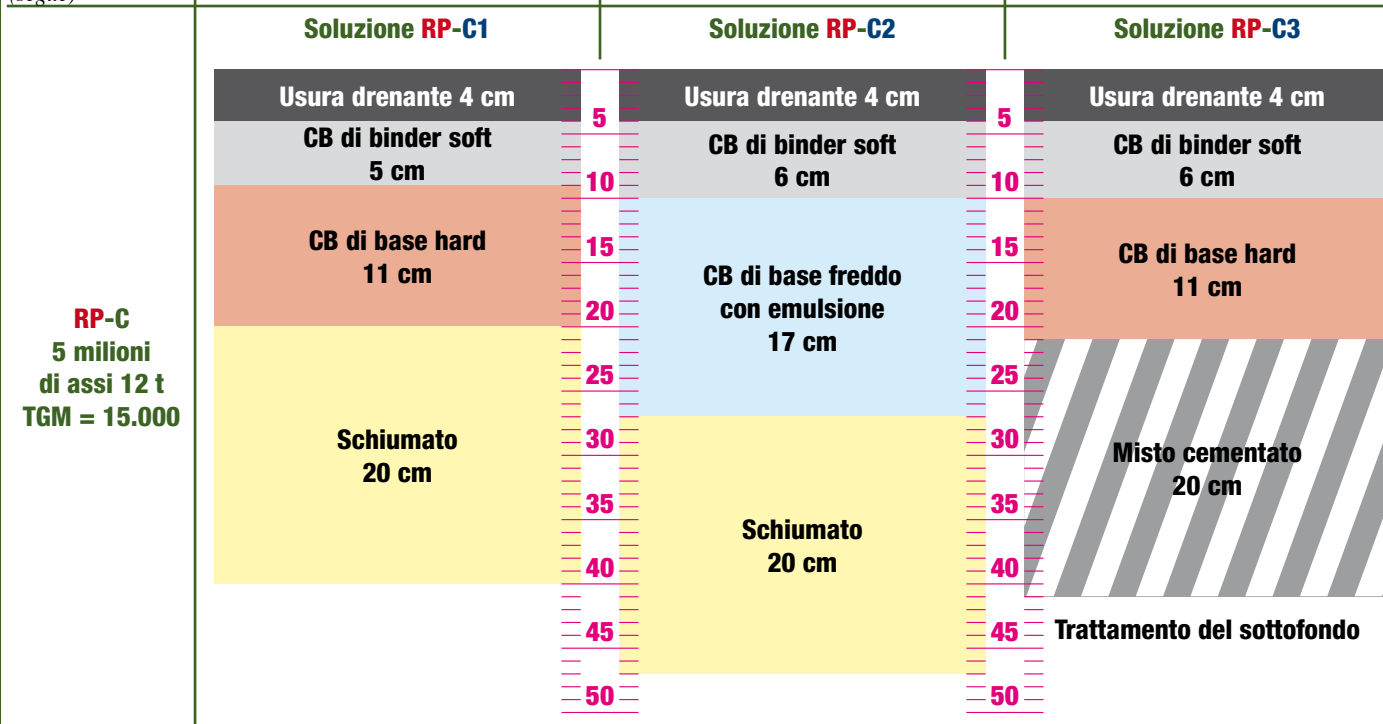 (segue)
Soluzione RP-C1
Soluzione RP-C2
Soluzione RP-C3
RP-C
5 milioni
di assi 12 t
TGM = 15.000
Usura drenante 4 cm
CB di binder soft
5 cm
CB di base hard
11 cm
Schiumato
20 cm
5
10
15
20
25
30
35
40
45
50
Usura drenante 4 cm
CB di binder soft
6 cm
CB di base freddo
con emulsione
17 cm
Schiumato
20 cm
5
10
15
20
25
30
35
40
45
50
Usura drenante 4 cm
CB di binder soft
6 cm
CB di base hard
11 cm
Misto cementato
20 cm
Trattamento del sottofondo